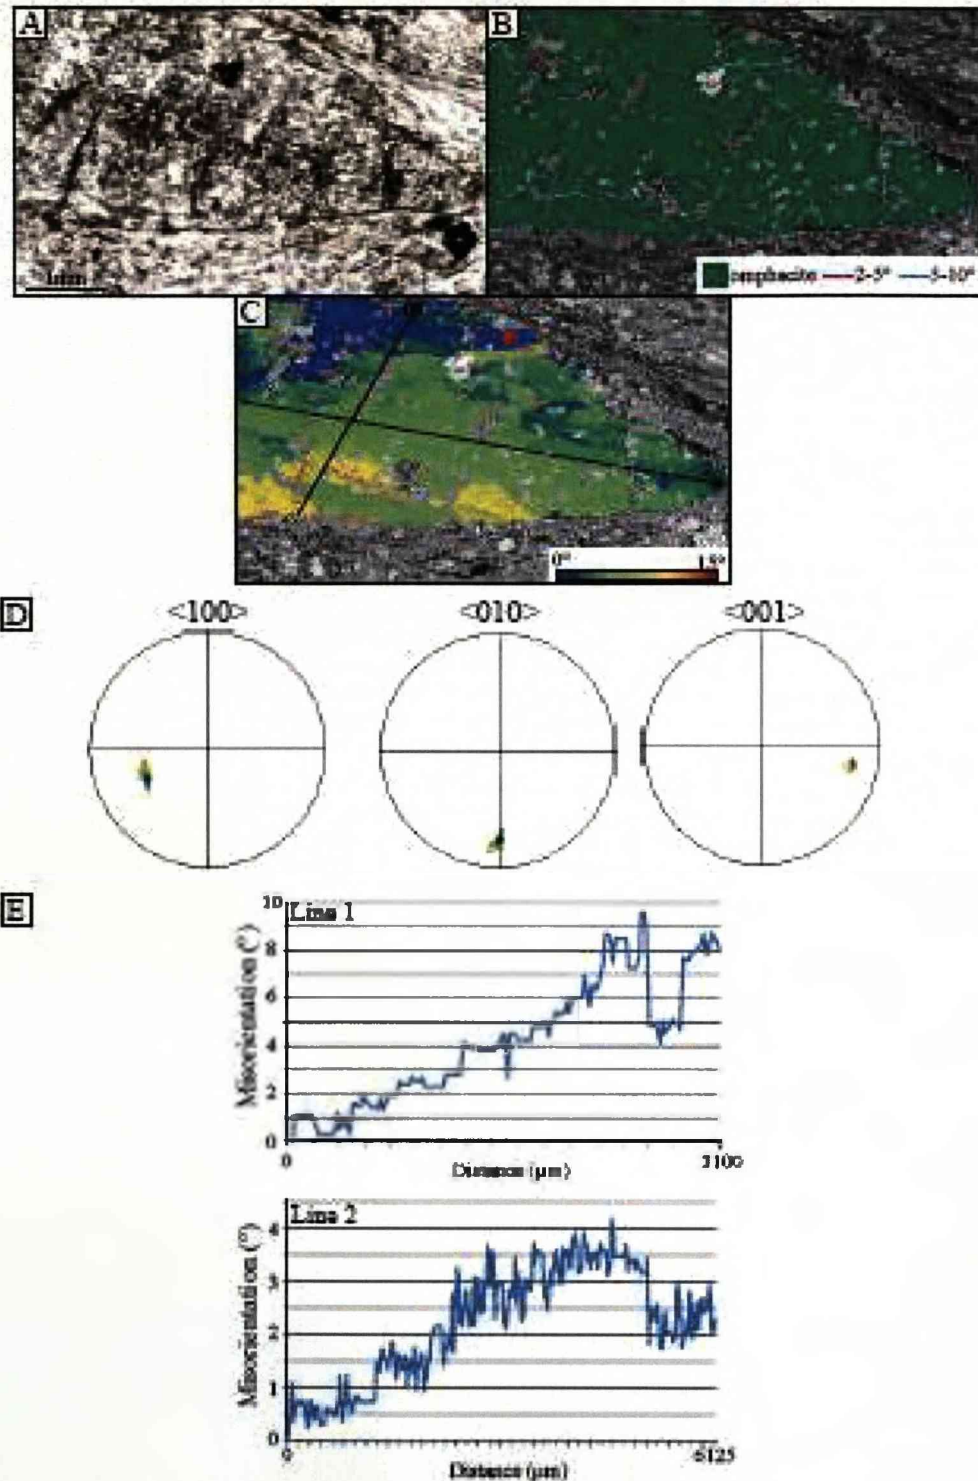 A
1mm
B
omphacite 2-5° 5-10°
C
0° 15°
D
<100> <010> <001>
E
Line 1
Misorientation (°)
10
8
6
4
2
0
0
Distance (µm)
Line 2
Misorientation (°)
4
3
2
1
0
0 6125
Distance (µm)